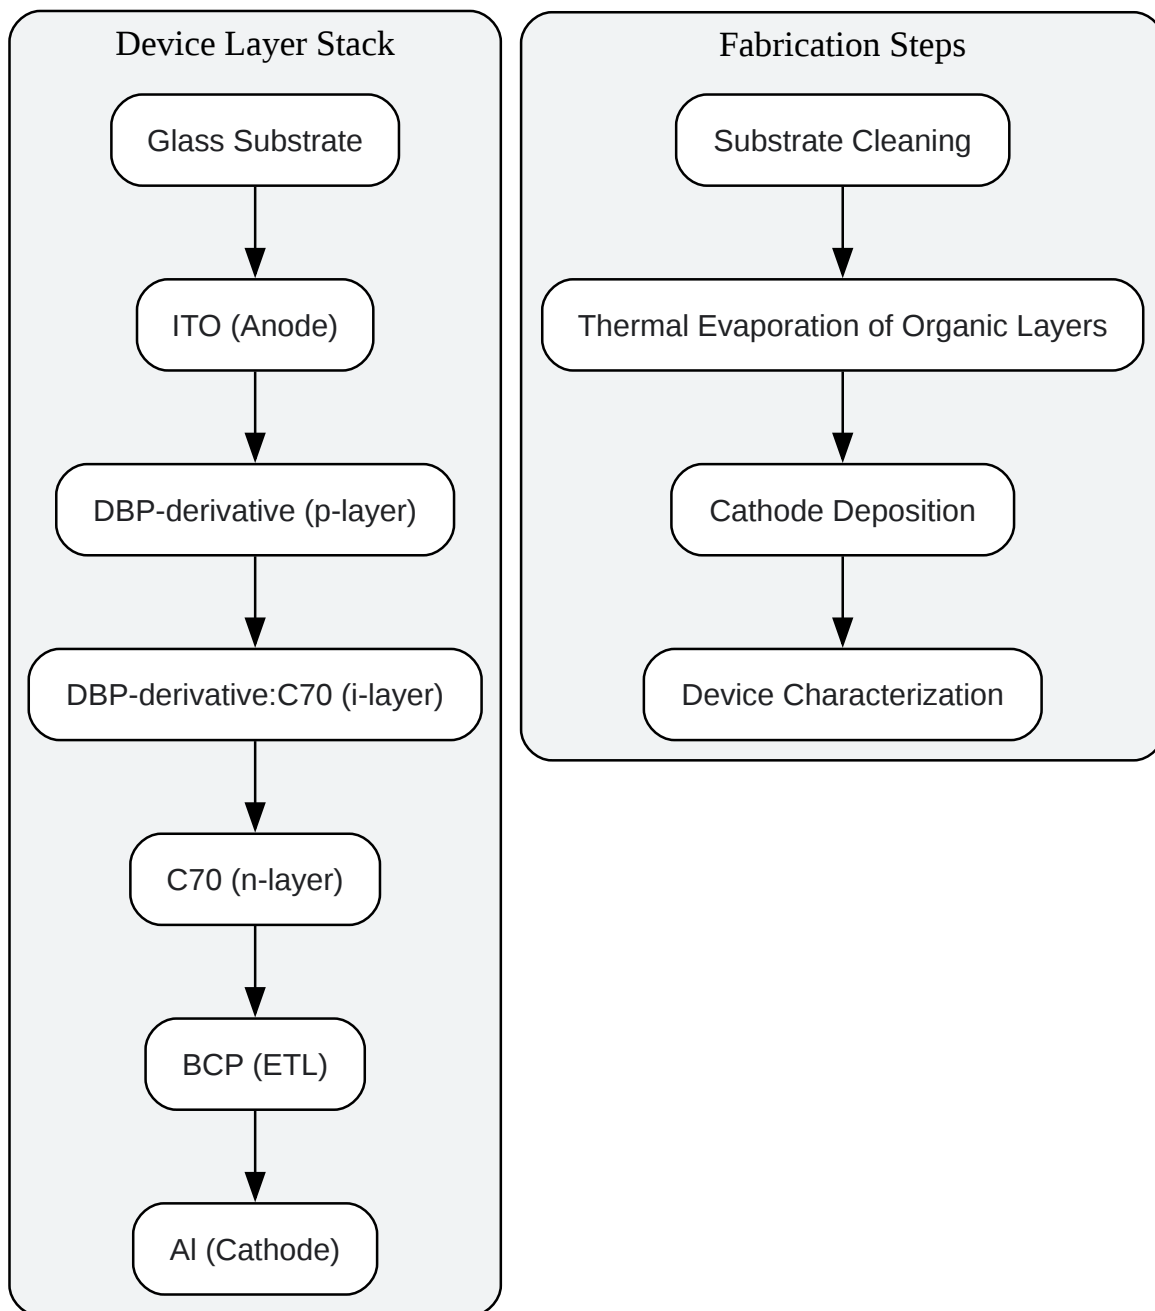 Device Layer Stack
Glass Substrate
ITO (Anode)
DBP-derivative (p-layer)
DBP-derivative:C70 (i-layer)
C70 (n-layer)
BCP (ETL)
Al (Cathode)
Fabrication Steps
Substrate Cleaning
Thermal Evaporation of Organic Layers
Cathode Deposition
Device Characterization